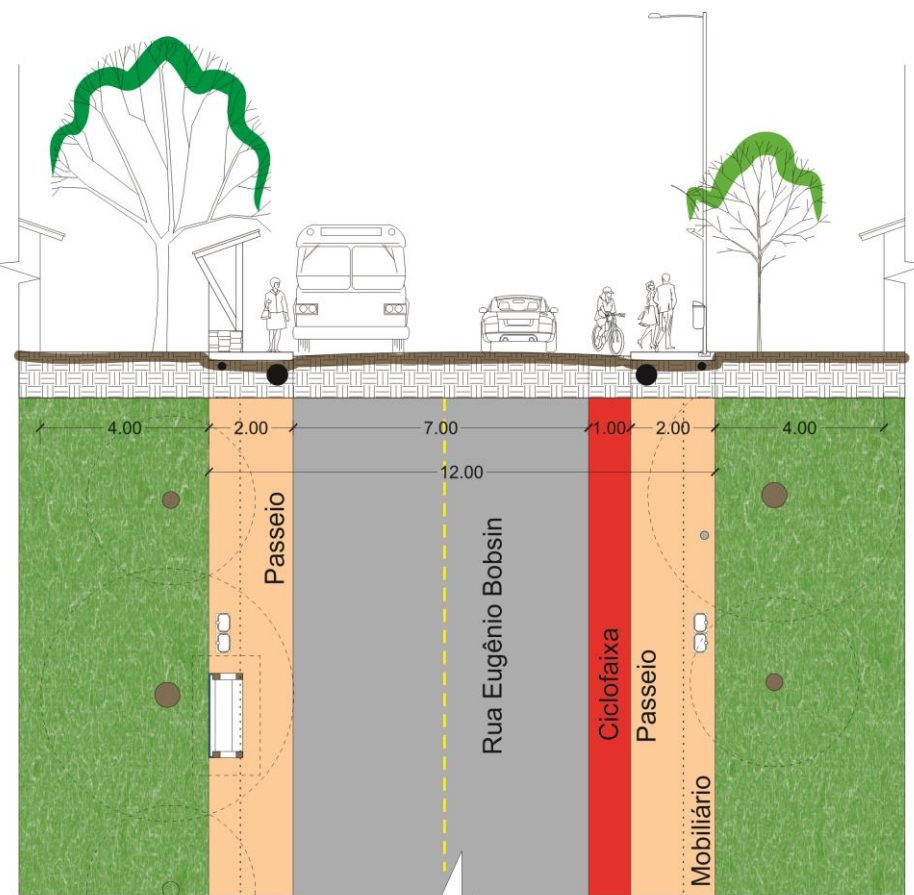 4.00 2.00 7.00 1.00 2.00 4.00
12.00
Passeio
Rua Eugênio Bobsin
Ciclofaixa
Passeio
Mobiliário